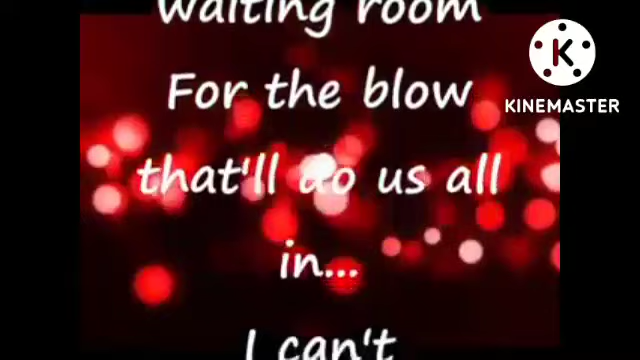 Waiting room
For the blow
that'll do us all
in...
I can't
KINEMASTER